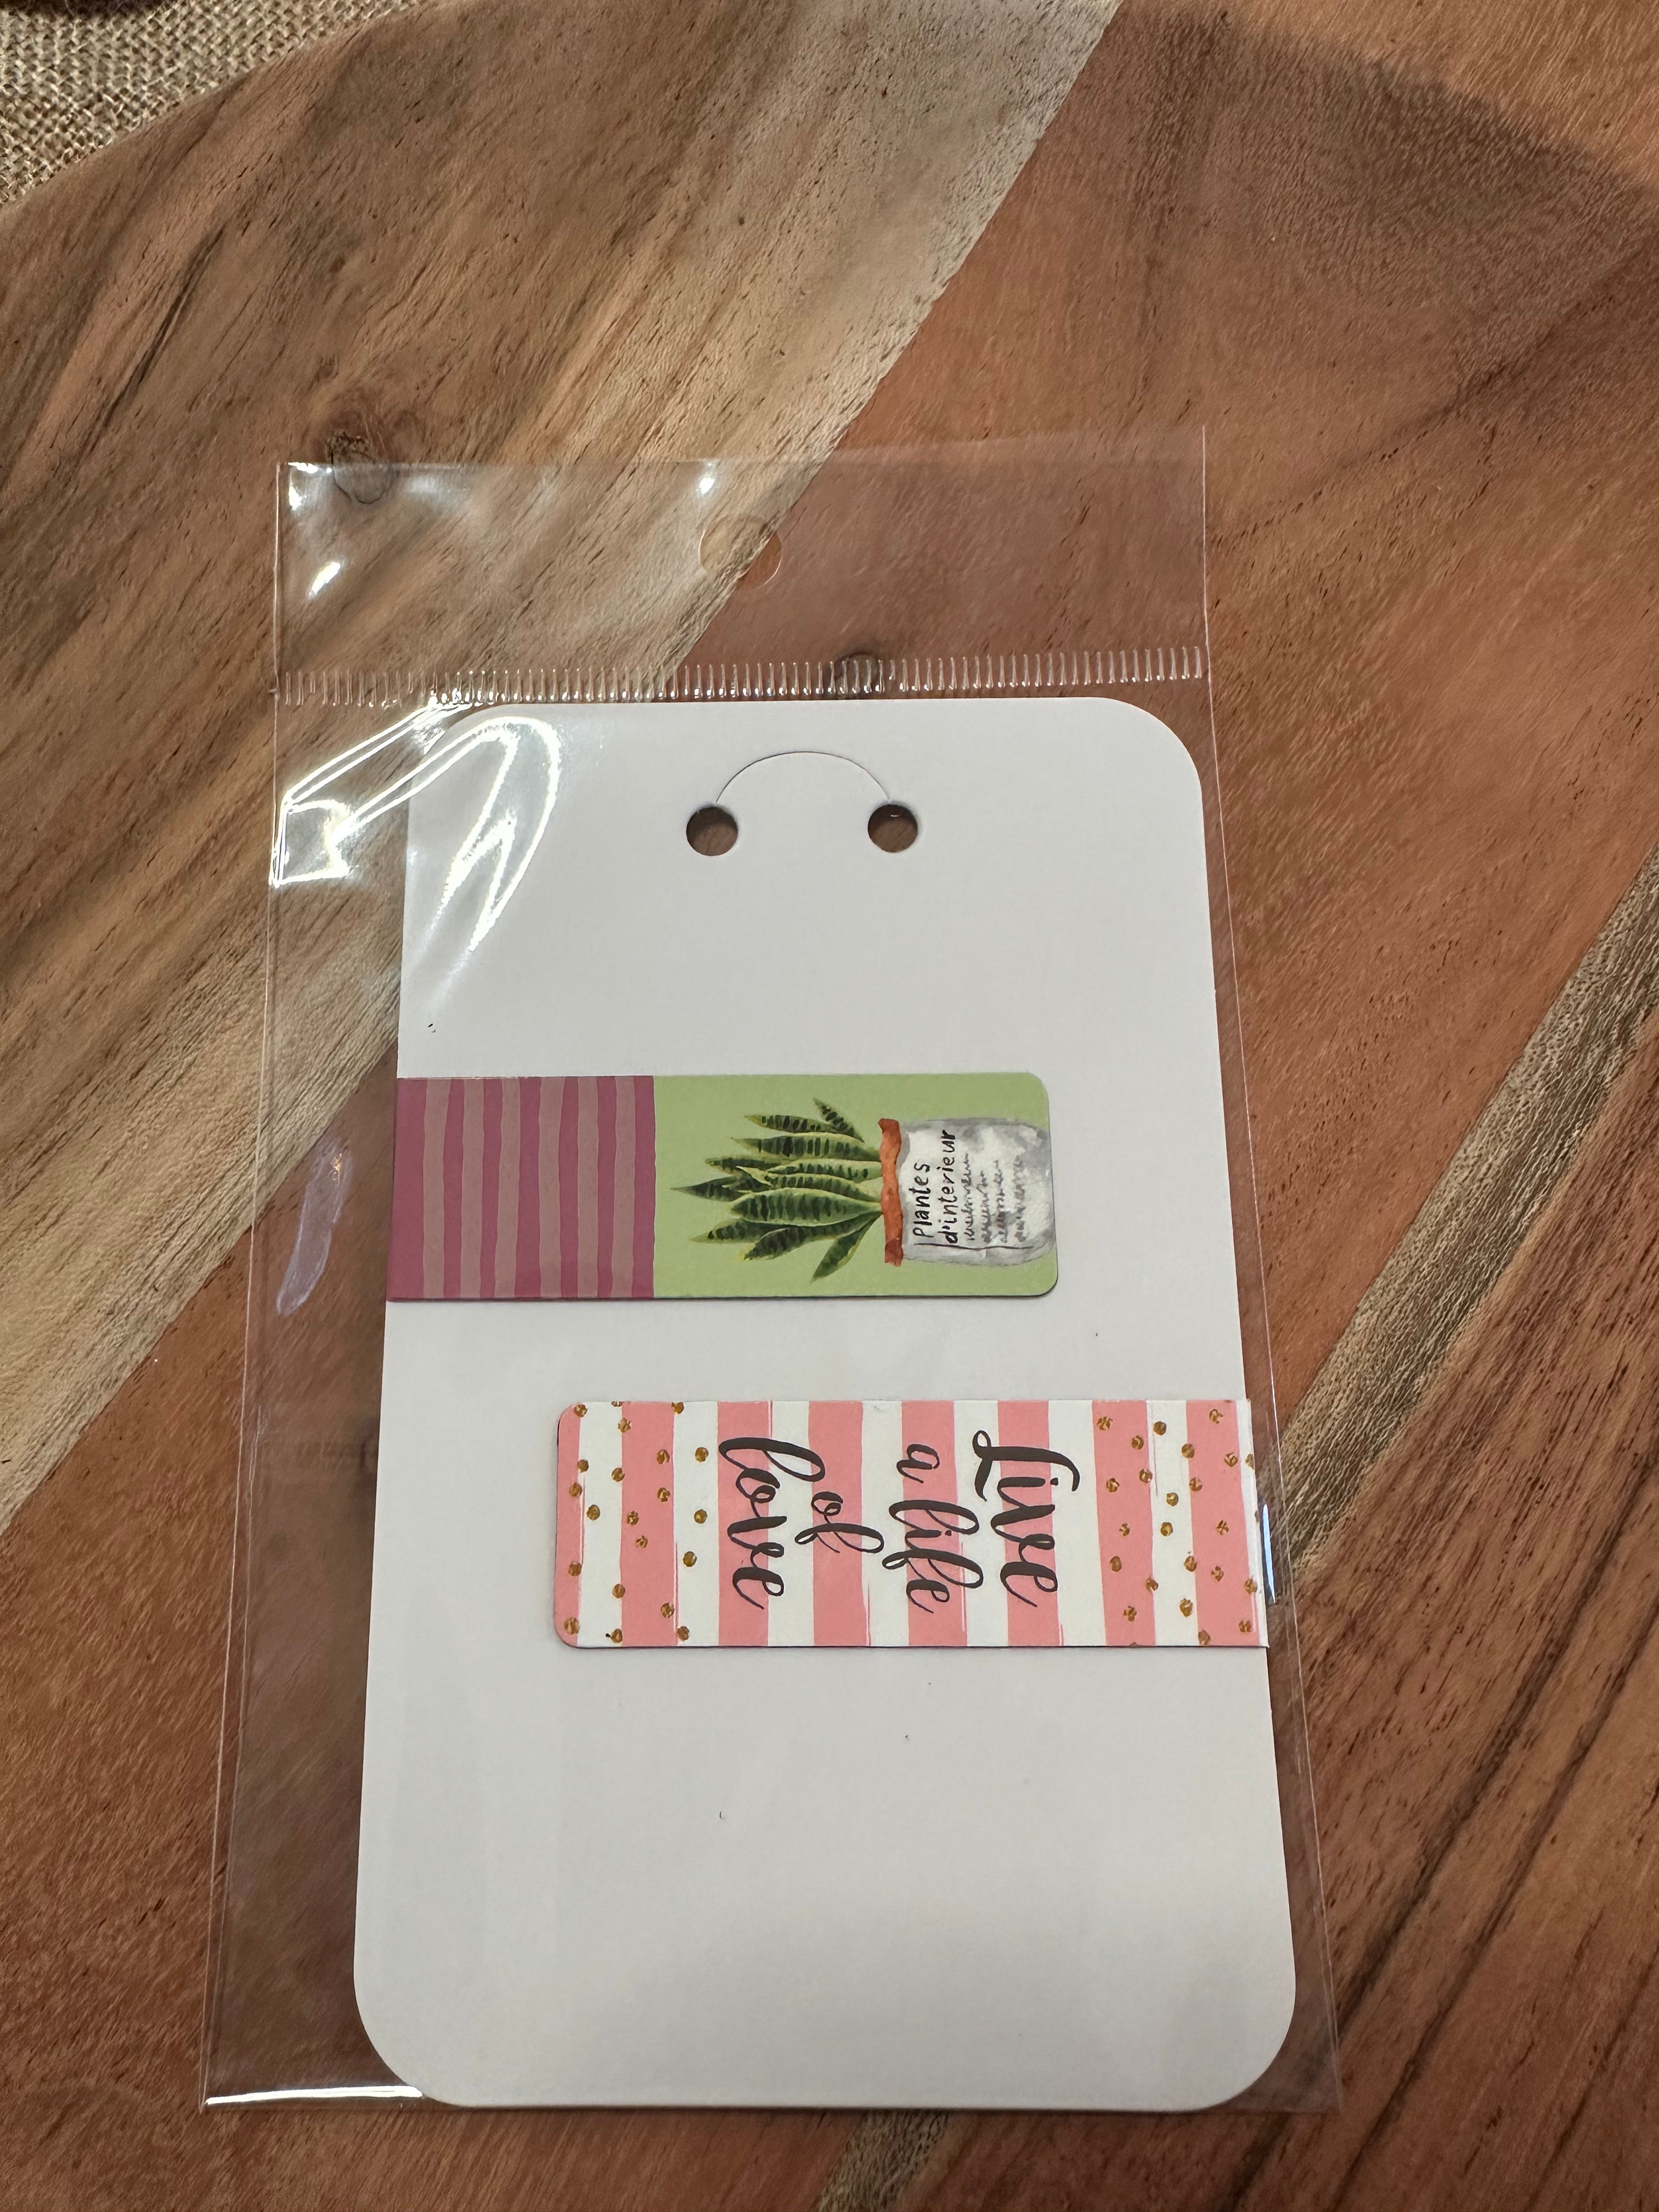 Plantes
d'interieur
Live
a life
of
love